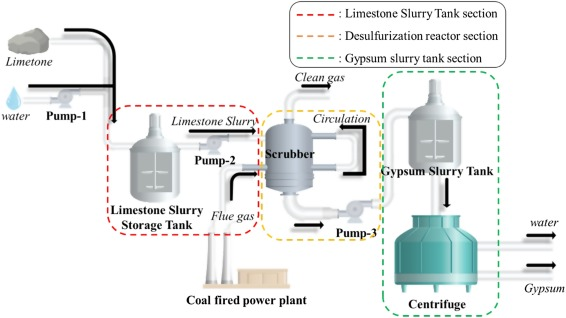 : Limestone Slurry Tank section
: Desulfurization reactor section
: Gypsum slurry tank section
Limetone
water
Pump-1
Limestone Slurry
Pump-2
Limestone Slurry
Storage Tank
Flue gas
Coal fired power plant
Clean gas
Circulation
Scrubber
Pump-3
Gypsum Slurry Tank
Centrifuge
water
Gypsum